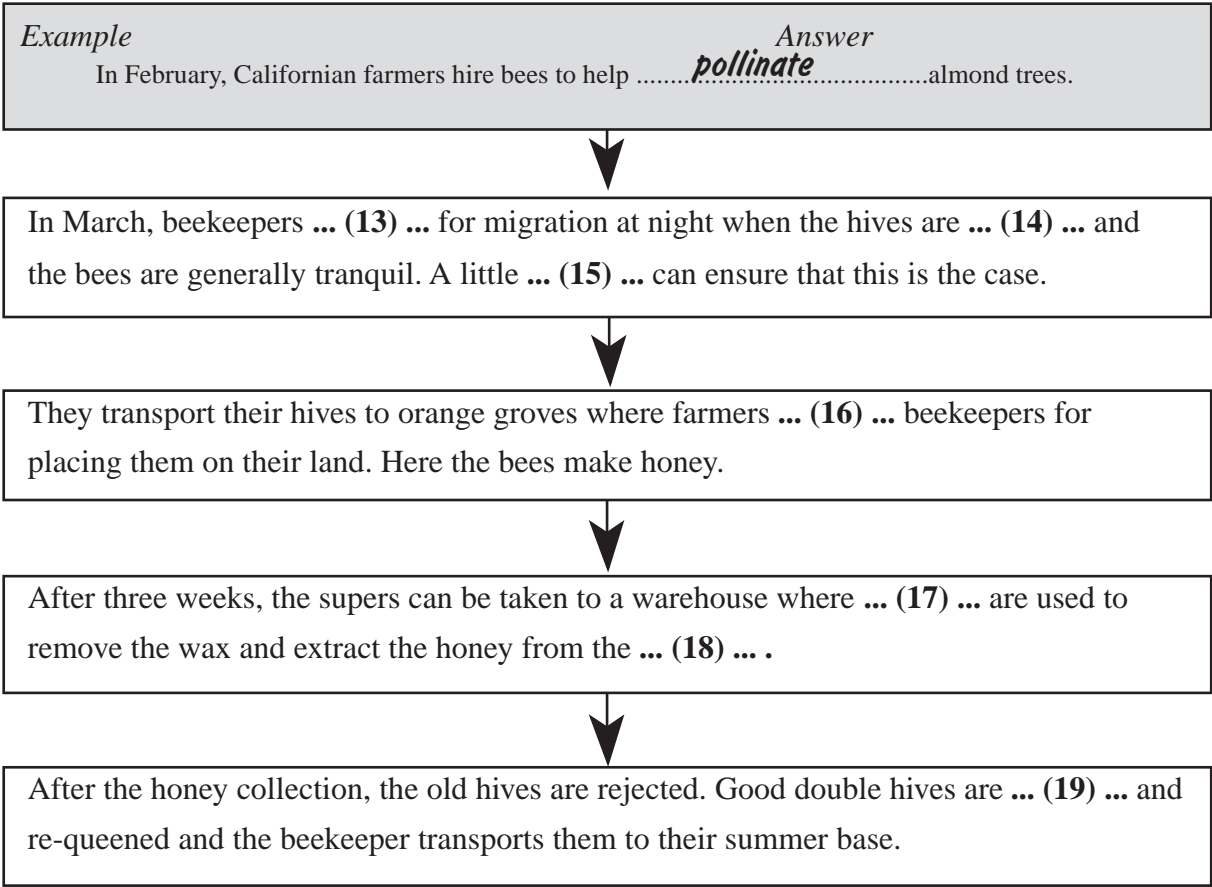 Example Answer
In February, Californian farmers hire bees to help ........pollinate....................................almond trees.
In March, beekeepers ... (13) ... for migration at night when the hives are ... (14) ... and
the bees are generally tranquil. A little ... (15) ... can ensure that this is the case.
They transport their hives to orange groves where farmers ... (16) ... beekeepers for
placing them on their land. Here the bees make honey.
After three weeks, the supers can be taken to a warehouse where ... (17) ... are used to
remove the wax and extract the honey from the ... (18) ... .
After the honey collection, the old hives are rejected. Good double hives are ... (19) ... and
re-queened and the beekeeper transports them to their summer base.